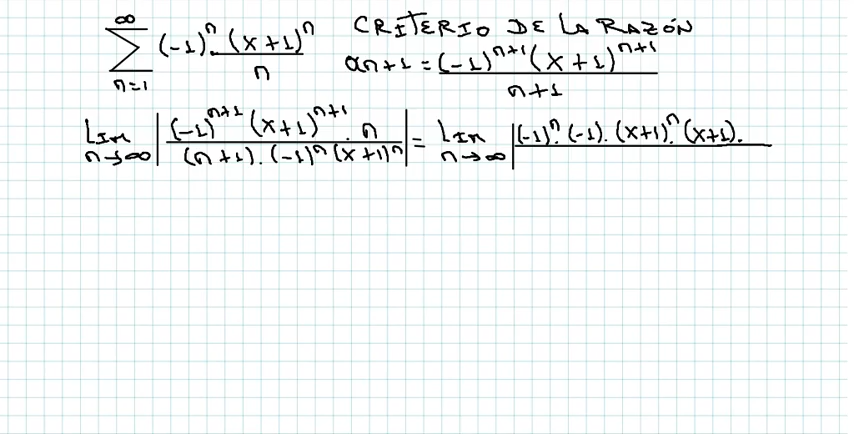 ∞
∑ (-1)ⁿ · (x+1)ⁿ / n   CRITERIO DE LA RAZÓN
n=1   an+1 = (-1)ⁿ⁺¹ (x+1)ⁿ⁺¹ / n+1
Lim n→∞ | (-1)ⁿ⁺¹ (x+1)ⁿ⁺¹ · n / (n+1) · (-1)ⁿ (x+1)ⁿ | = Lim n→∞ | (-1)ⁿ · (-1) · (x+1)ⁿ · (x+1) ·